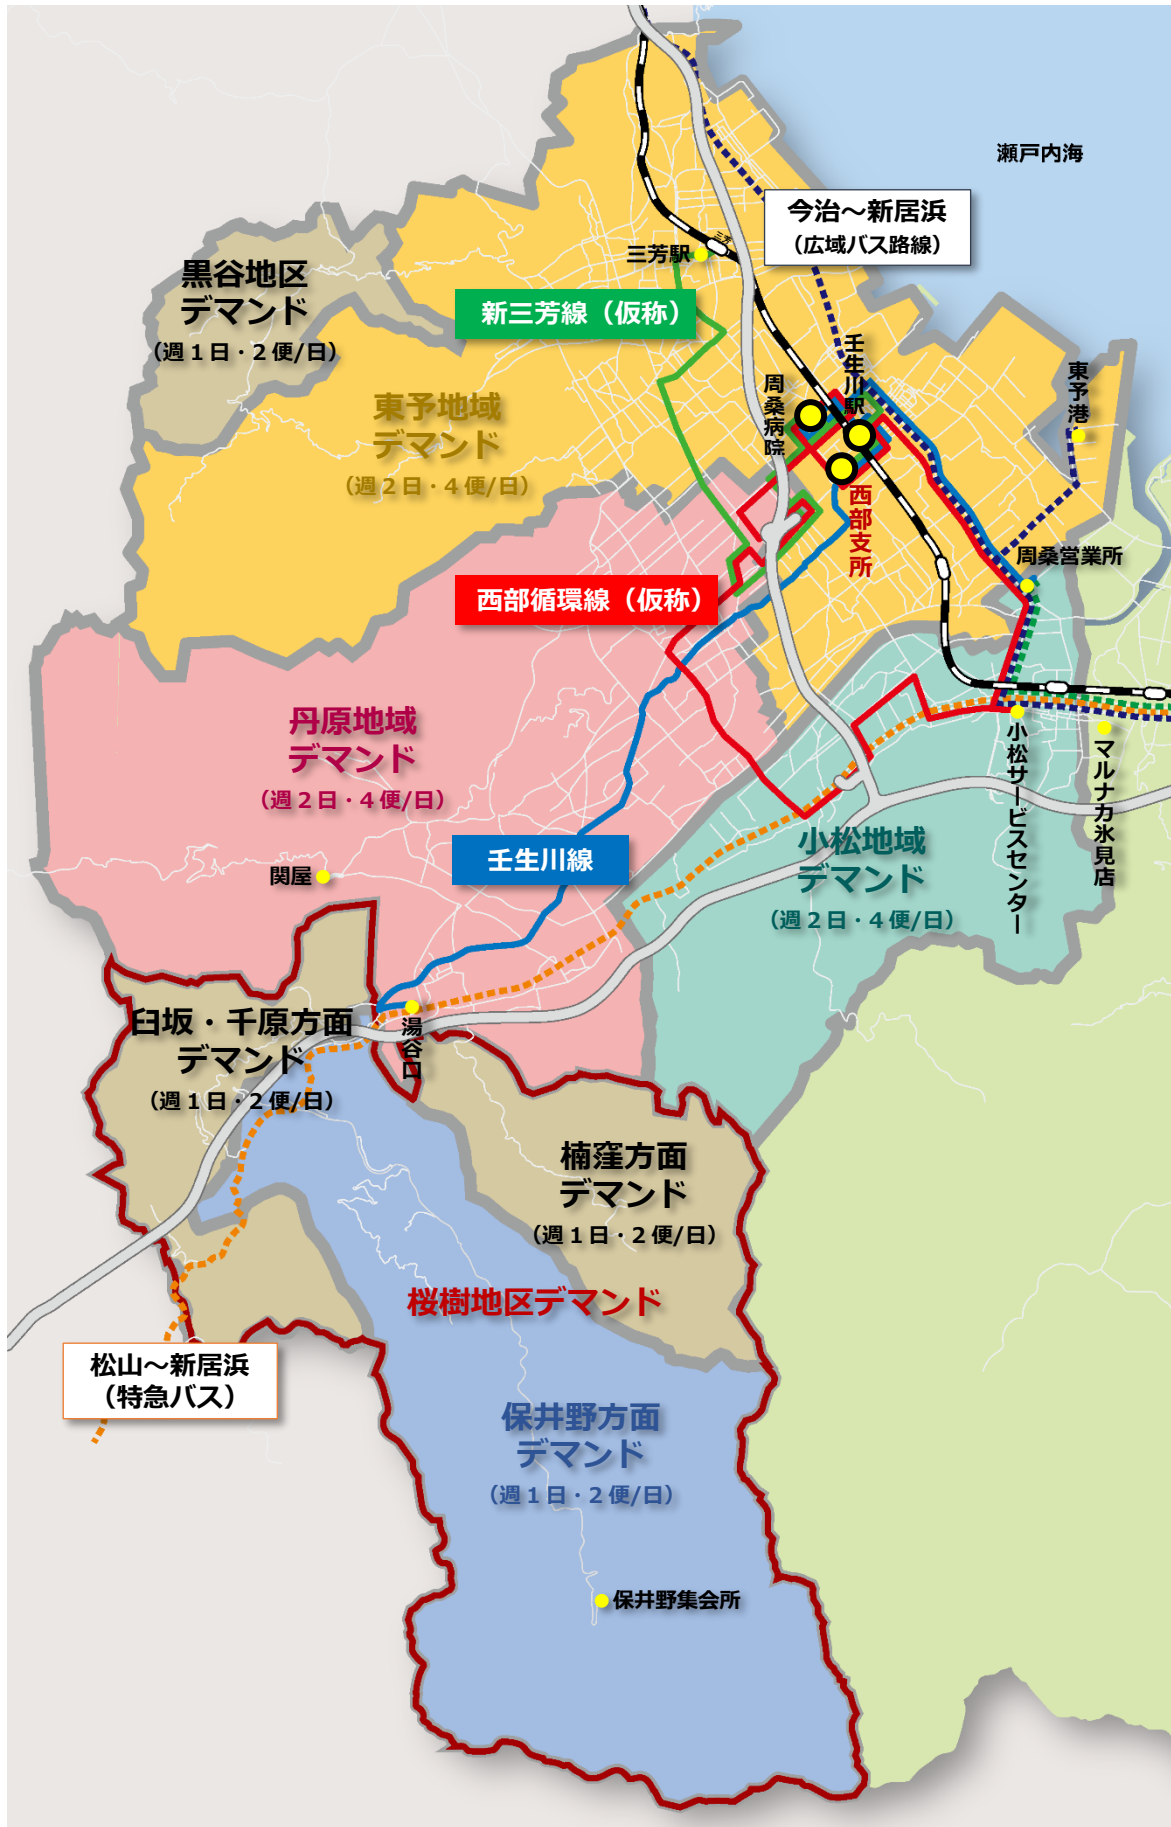 瀬戸内海
今治～新居浜
（広域バス路線）
三芳
三芳駅
黒谷地区
デマンド
（週１日・２便/日）
新三芳線（仮称）
壬生川駅
周桑病院
東予港
東予地域
デマンド
（週２日・４便/日）
西部支所
周桑営業所
西部循環線（仮称）
丹原地域
デマンド
（週２日・４便/日）
小松サービスセンター
マルナカ氷見店
壬生川線
小松地域
デマンド
（週２日・４便/日）
関屋
臼坂・千原方面
デマンド
（週１日・２便/日）
湯谷口
楠窪方面
デマンド
（週１日・２便/日）
桜樹地区デマンド
松山～新居浜
（特急バス）
保井野方面
デマンド
（週１日・２便/日）
保井野集会所